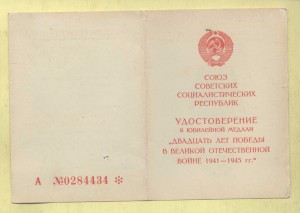 СОЮЗ
СОВЕТСКИХ
СОЦИАЛИСТИЧЕСКИХ
РЕСПУБЛИК
УДОСТОВЕРЕНИЕ
К ЮБИЛЕЙНОЙ МЕДАЛИ
„ДВАДЦАТЬ ЛЕТ ПОБЕДЫ
В ВЕЛИКОЙ ОТЕЧЕСТВЕННОЙ
ВОЙНЕ 1941—1945 гг.“
А №0284434 ✻